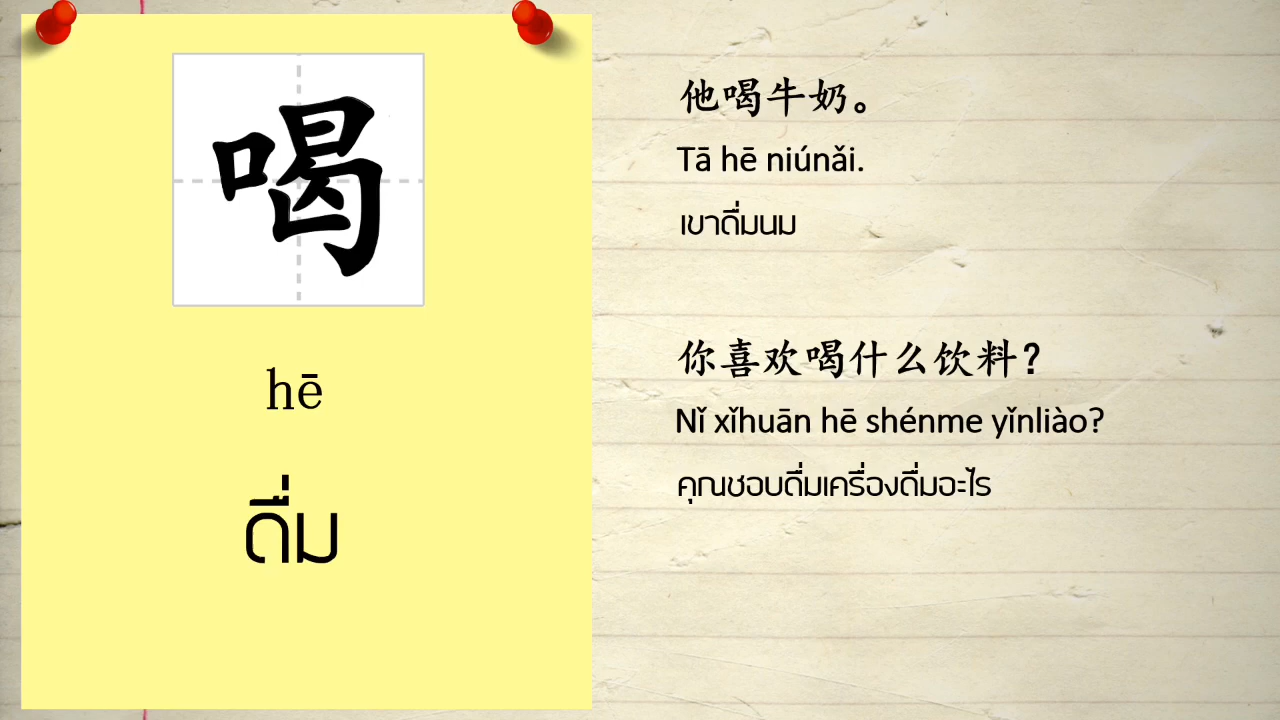 喝
hē
ดื่ม
他喝牛奶。
Tā hē niúnǎi.
เขาดื่มนม
你喜欢喝什么饮料？
Nǐ xǐhuān hē shénme yǐnliào?
คุณชอบดื่มเครื่องดื่มอะไร